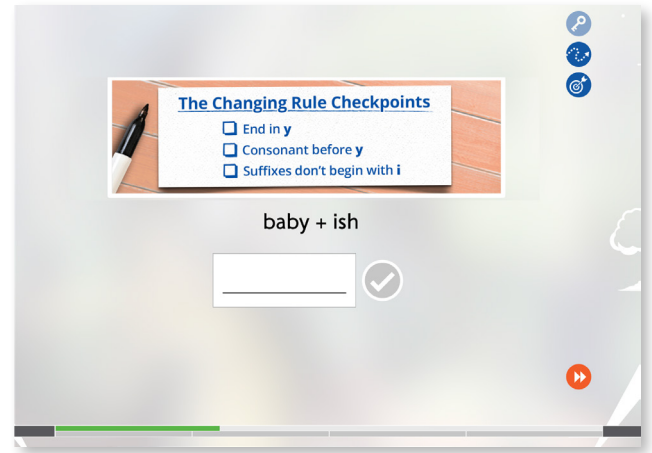 The Changing Rule Checkpoints
End in y
Consonant before y
Suffixes don't begin with i
baby + ish